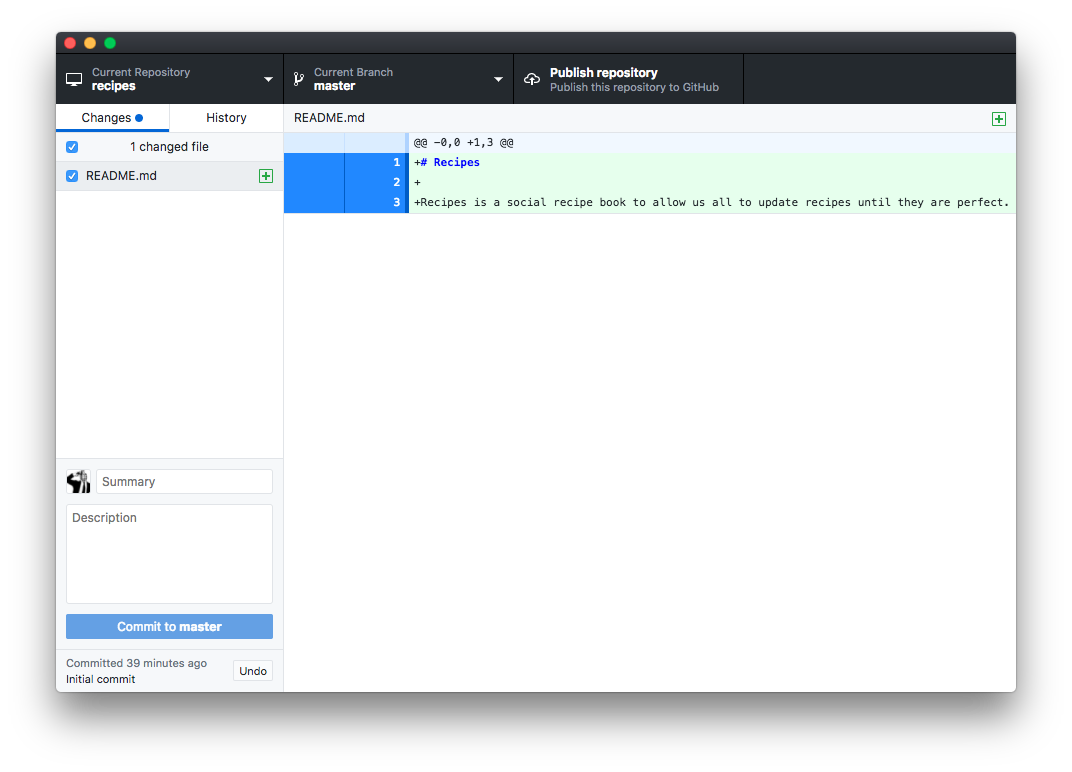 Current Repository
recipes
Current Branch
master
Publish repository
Publish this repository to GitHub
Changes
History
README.md
1 changed file
README.md
@@ -0,0 +1,3 @@
1 +# Recipes
2 +
3 +Recipes is a social recipe book to allow us all to update recipes until they are perfect.
Summary
Description
Commit to master
Committed 39 minutes ago
Initial commit
Undo